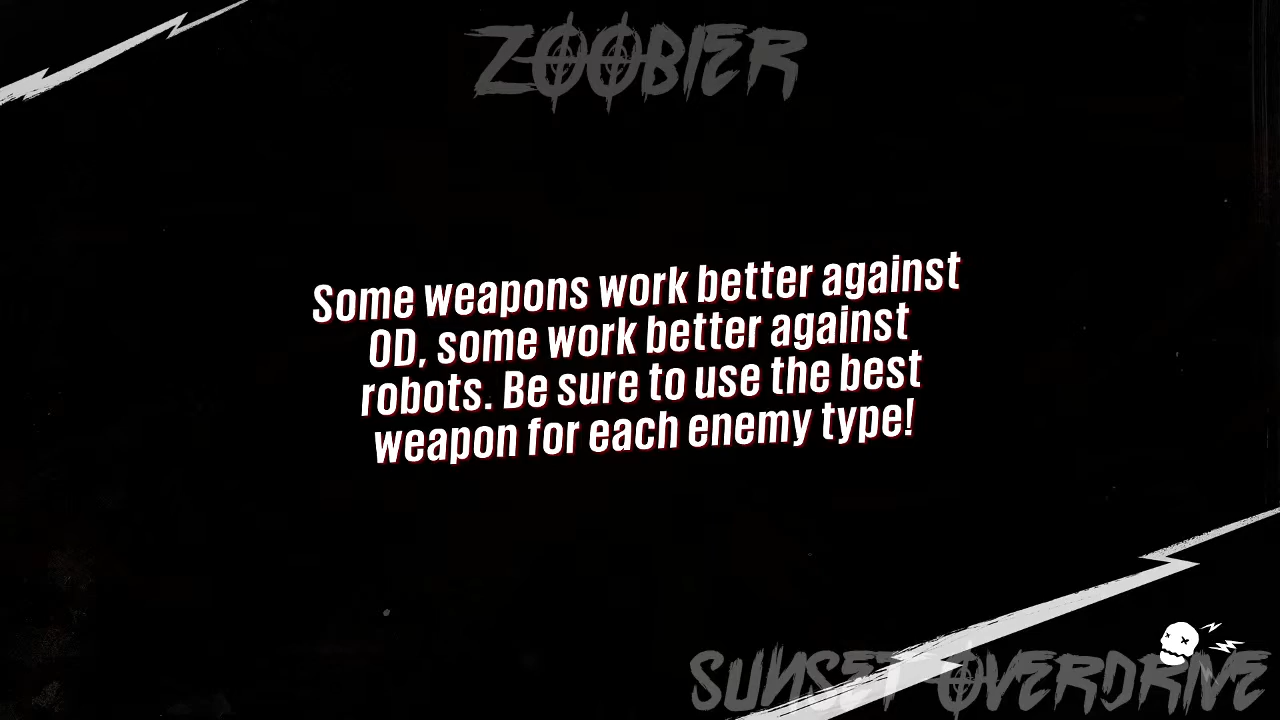 ZOOBIER
Some weapons work better against
OD, some work better against
robots. Be sure to use the best
weapon for each enemy type!
SUNSET OVERDRIVE